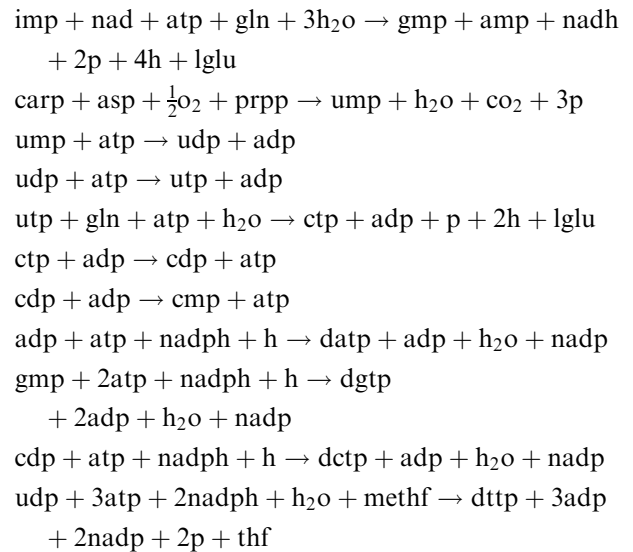 imp + nad + atp + gln + 3h₂o → gmp + amp + nadh
+ 2p + 4h + lglu
carp + asp + ½o₂ + prpp → ump + h₂o + co₂ + 3p
ump + atp → udp + adp
udp + atp → utp + adp
utp + gln + atp + h₂o → ctp + adp + p + 2h + lglu
ctp + adp → cdp + atp
cdp + adp → cmp + atp
adp + atp + nadph + h → datp + adp + h₂o + nadp
gmp + 2atp + nadph + h → dgtp
+ 2adp + h₂o + nadp
cdp + atp + nadph + h → dctp + adp + h₂o + nadp
udp + 3atp + 2nadph + h₂o + methf → dttp + 3adp
+ 2nadp + 2p + thf